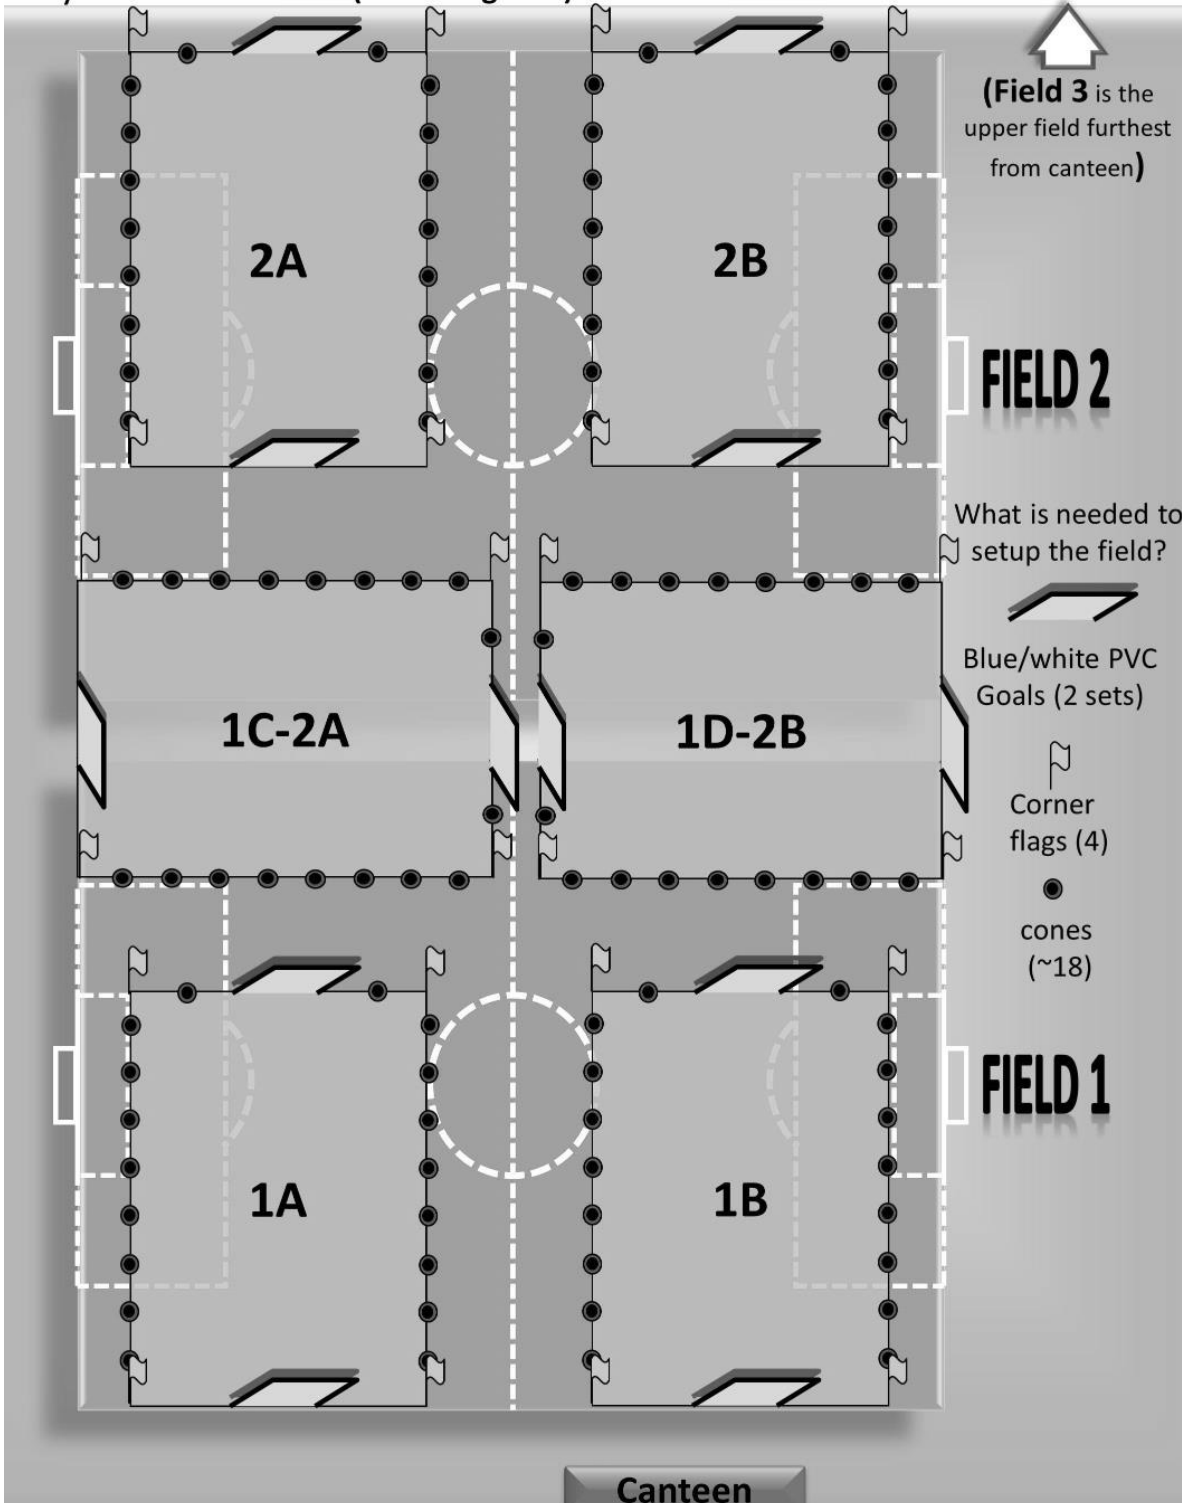 (Field 3 is the
upper field furthest
from canteen)
2A
2B
FIELD 2
What is needed to
setup the field?
Blue/white PVC
Goals (2 sets)
1C-2A
1D-2B
Corner
flags (4)
cones
(~18)
FIELD 1
1A
1B
Canteen